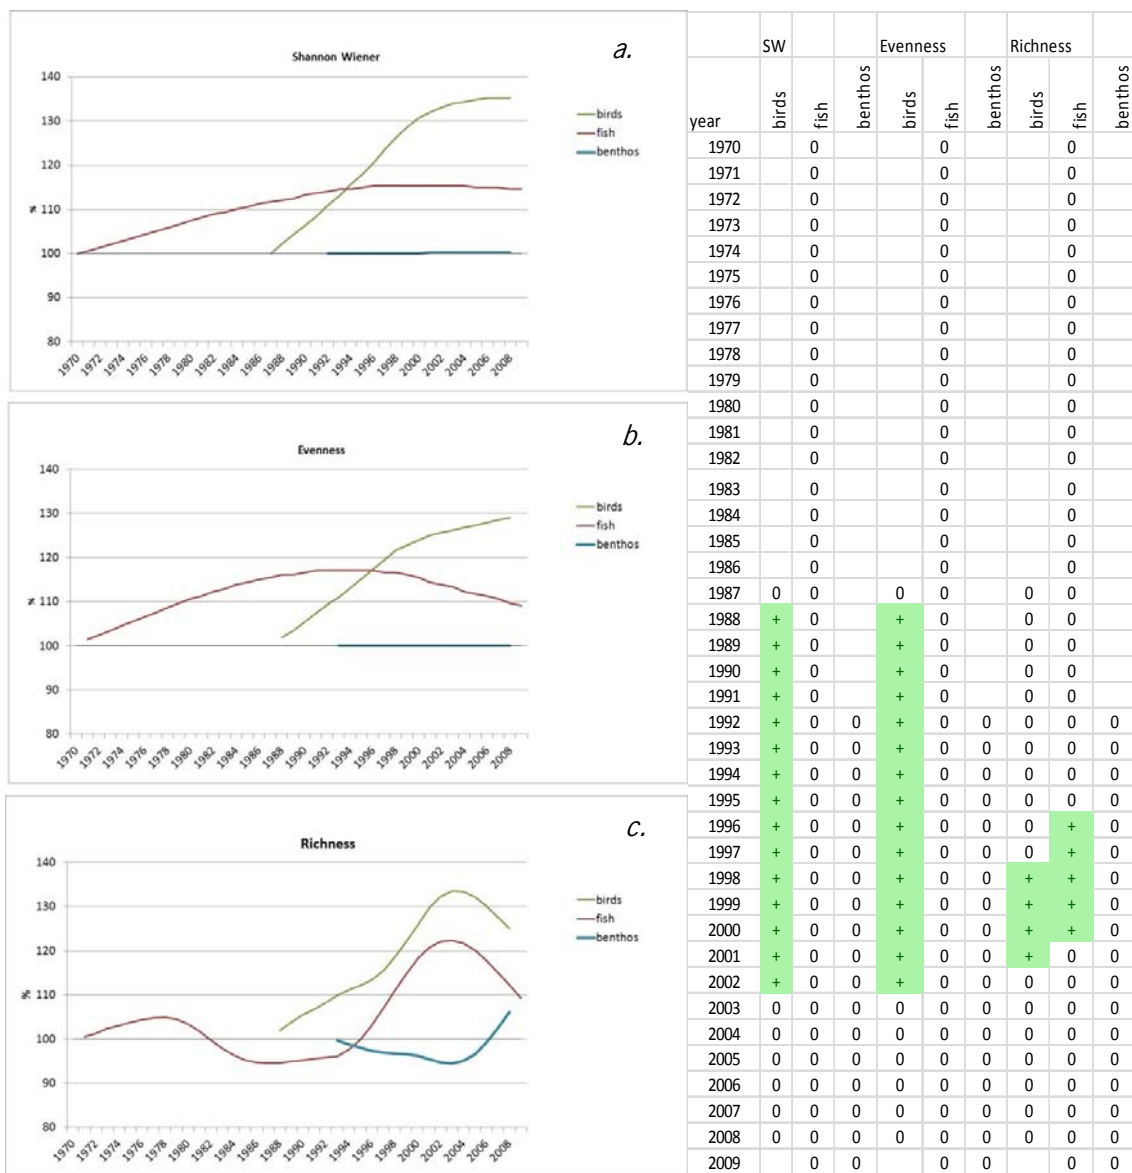 Shannon Wiener
a.
140
130
120
110
100
90
80
%
birds
fish
benthos
1970 1972 1974 1976 1978 1980 1982 1984 1986 1988 1990 1992 1994 1996 1998 2000 2002 2004 2006 2008
Evenness
b.
140
130
120
110
100
90
80
%
birds
fish
benthos
1970 1972 1974 1976 1978 1980 1982 1984 1986 1988 1990 1992 1994 1996 1998 2000 2002 2004 2006 2008
Richness
c.
140
130
120
110
100
90
80
%
birds
fish
benthos
1970 1972 1974 1976 1978 1980 1982 1984 1986 1988 1990 1992 1994 1996 1998 2000 2002 2004 2006 2008
SW Evenness Richness
year birds fish benthos birds fish benthos birds fish benthos
1970 0 0 0
1971 0 0 0
1972 0 0 0
1973 0 0 0
1974 0 0 0
1975 0 0 0
1976 0 0 0
1977 0 0 0
1978 0 0 0
1979 0 0 0
1980 0 0 0
1981 0 0 0
1982 0 0 0
1983 0 0 0
1984 0 0 0
1985 0 0 0
1986 0 0 0
1987 0 0 0 0 0 0
1988 + 0 + 0 0 0
1989 + 0 + 0 0 0
1990 + 0 + 0 0 0
1991 + 0 + 0 0 0
1992 + 0 0 + 0 0 0 0 0
1993 + 0 0 + 0 0 0 0 0
1994 + 0 0 + 0 0 0 0 0
1995 + 0 0 + 0 0 0 0 0
1996 + 0 0 + 0 0 0 + 0
1997 + 0 0 + 0 0 0 + 0
1998 + 0 0 + 0 0 + + 0
1999 + 0 0 + 0 0 + + 0
2000 + 0 0 + 0 0 + + 0
2001 + 0 0 + 0 0 + 0 0
2002 + 0 0 + 0 0 0 0 0
2003 0 0 0 0 0 0 0 0 0
2004 0 0 0 0 0 0 0 0 0
2005 0 0 0 0 0 0 0 0 0
2006 0 0 0 0 0 0 0 0 0
2007 0 0 0 0 0 0 0 0 0
2008 0 0 0 0 0 0 0 0 0
2009 0 0 0 0 0 0